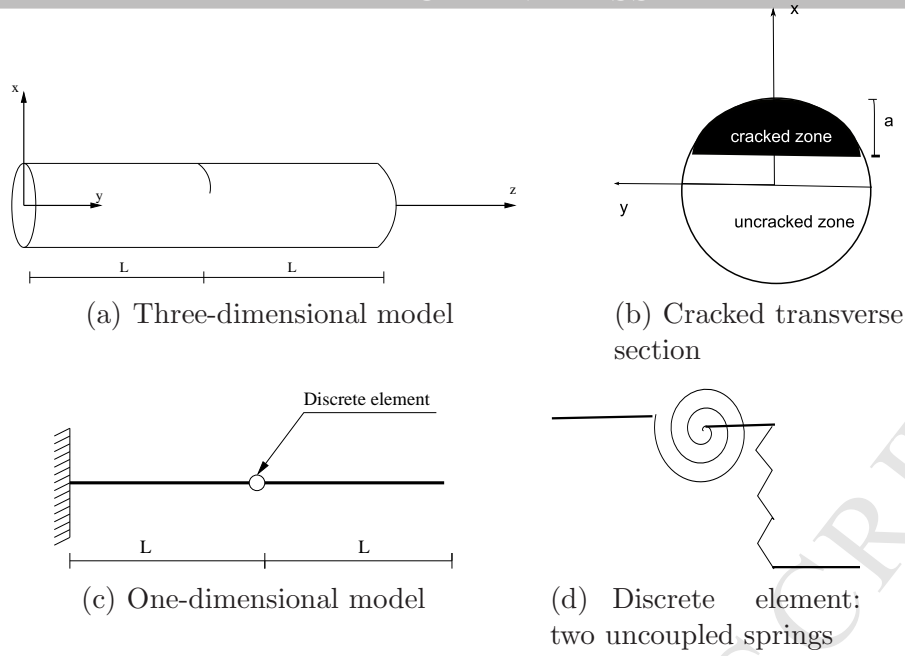 x
y
z
L
L
(a) Three-dimensional model
x
cracked zone
a
y
uncracked zone
(b) Cracked transverse
section
Discrete element
L
L
(c) One-dimensional model
(d) Discrete element:
two uncoupled springs